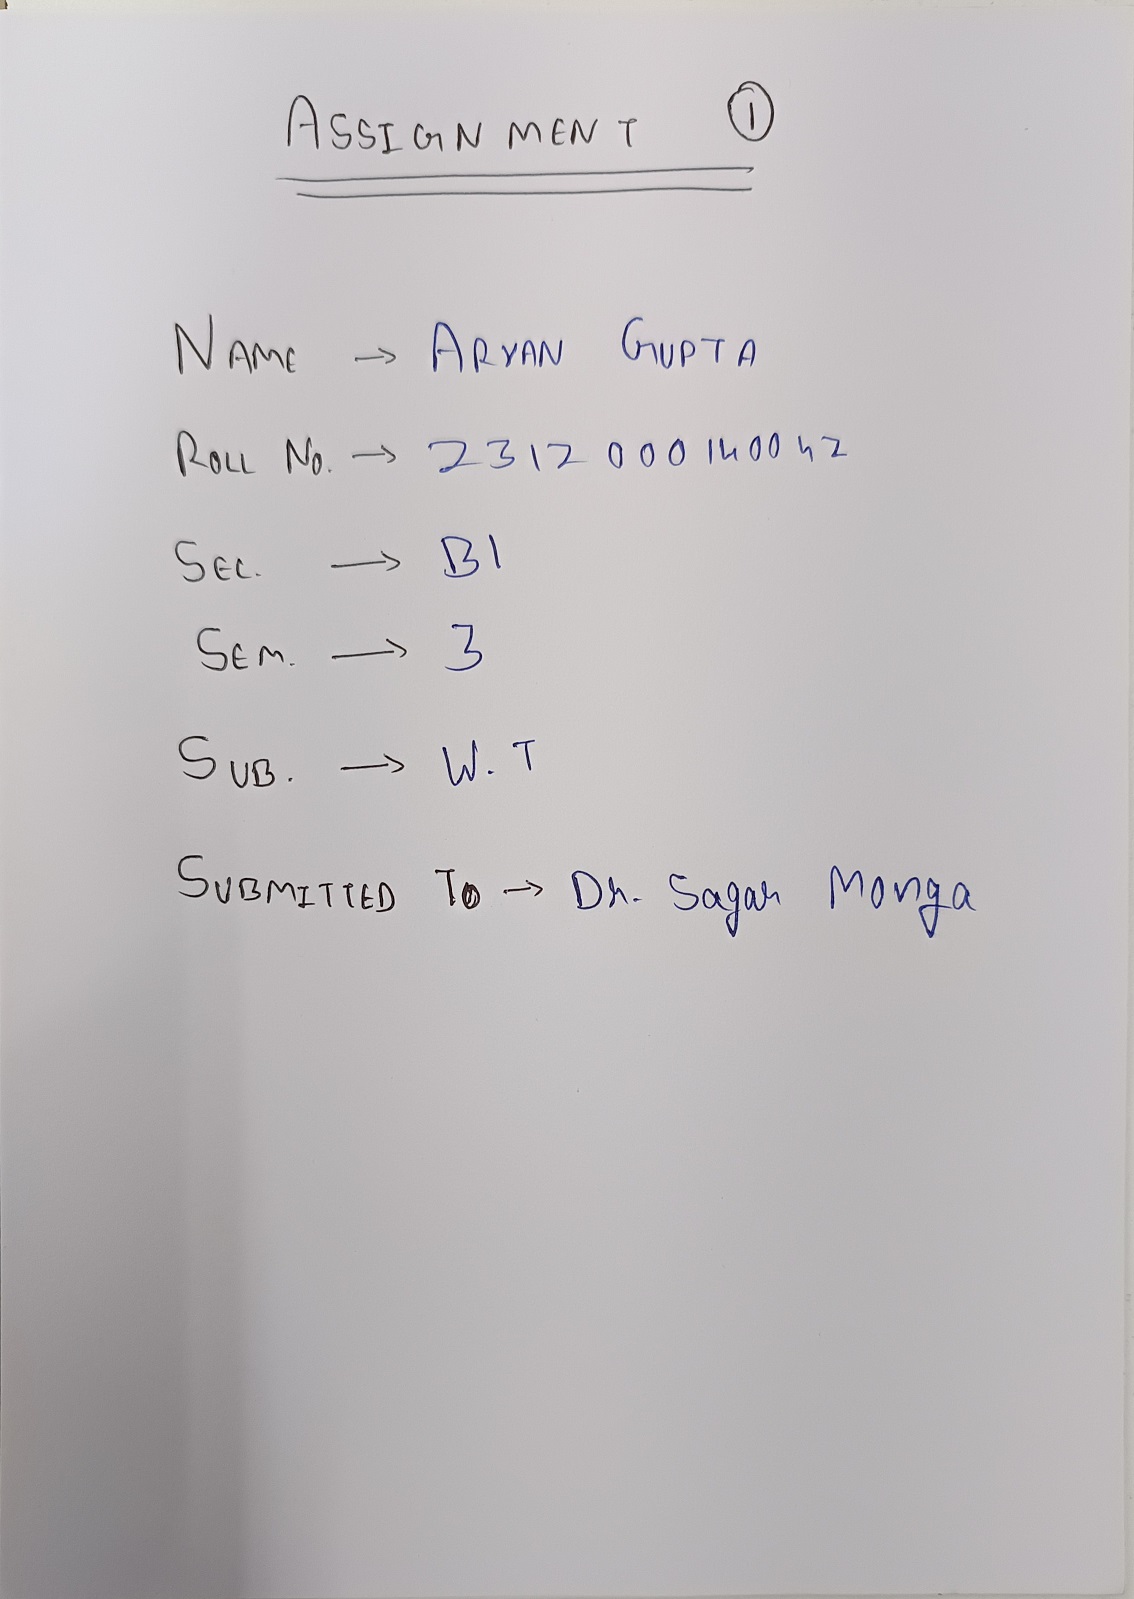 ASSIGNMENT ①
NAME → ARYAN GUPTA
ROLL NO. → 2312000140042
SEC. → B1
SEM. → 3
SUB. → W.T
SUBMITTED To → Dr. Sagar Monga